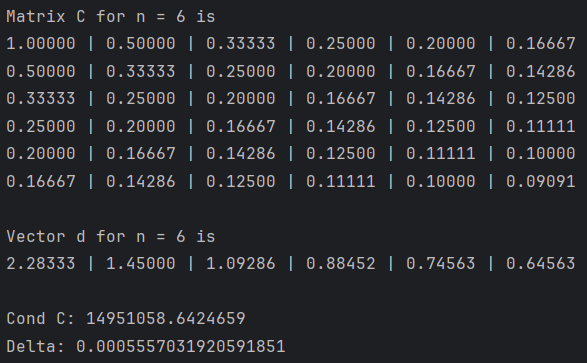 Matrix C for n = 6 is
1.00000 | 0.50000 | 0.33333 | 0.25000 | 0.20000 | 0.16667
0.50000 | 0.33333 | 0.25000 | 0.20000 | 0.16667 | 0.14286
0.33333 | 0.25000 | 0.20000 | 0.16667 | 0.14286 | 0.12500
0.25000 | 0.20000 | 0.16667 | 0.14286 | 0.12500 | 0.11111
0.20000 | 0.16667 | 0.14286 | 0.12500 | 0.11111 | 0.10000
0.16667 | 0.14286 | 0.12500 | 0.11111 | 0.10000 | 0.09091
Vector d for n = 6 is
2.28333 | 1.45000 | 1.09286 | 0.88452 | 0.74563 | 0.64563
Cond C: 14951058.6424659
Delta: 0.0005557031920591851